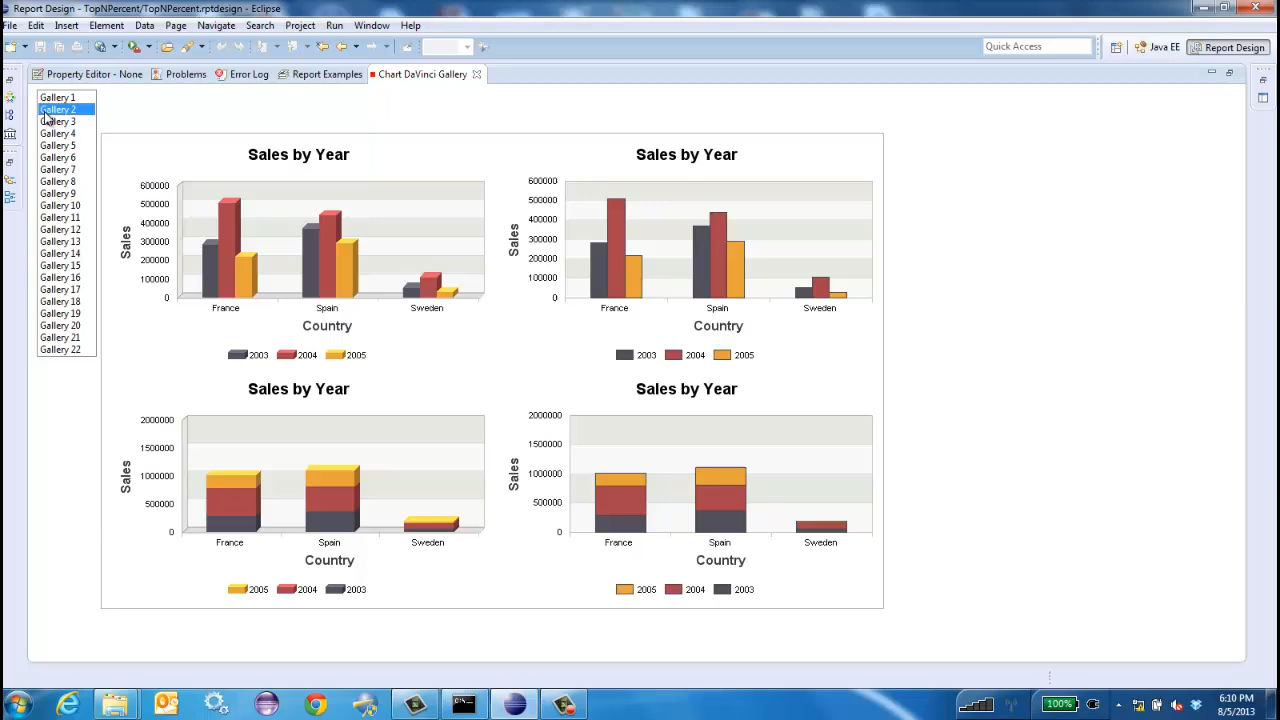 Report Design - TopNPercent/TopNPercent.rptdesign - Eclipse
File Edit Insert Element Data Page Navigate Search Project Run Window Help
Quick Access Java EE Report Design
Property Editor - None Problems Error Log Report Examples Chart DaVinci Gallery
Gallery 1
Gallery 2
Gallery 3
Gallery 4
Gallery 5
Gallery 6
Gallery 7
Gallery 8
Gallery 9
Gallery 10
Gallery 11
Gallery 12
Gallery 13
Gallery 14
Gallery 15
Gallery 16
Gallery 17
Gallery 18
Gallery 19
Gallery 20
Gallery 21
Gallery 22
Sales by Year
600000
500000
400000
300000
200000
100000
0
Sales
France Spain Sweden
Country
2003 2004 2005
Sales by Year
600000
500000
400000
300000
200000
100000
0
Sales
France Spain Sweden
Country
2003 2004 2005
Sales by Year
2000000
1500000
1000000
500000
0
Sales
France Spain Sweden
Country
2005 2004 2003
Sales by Year
2000000
1500000
1000000
500000
0
Sales
France Spain Sweden
Country
2005 2004 2003
100%
6:10 PM
8/5/2013